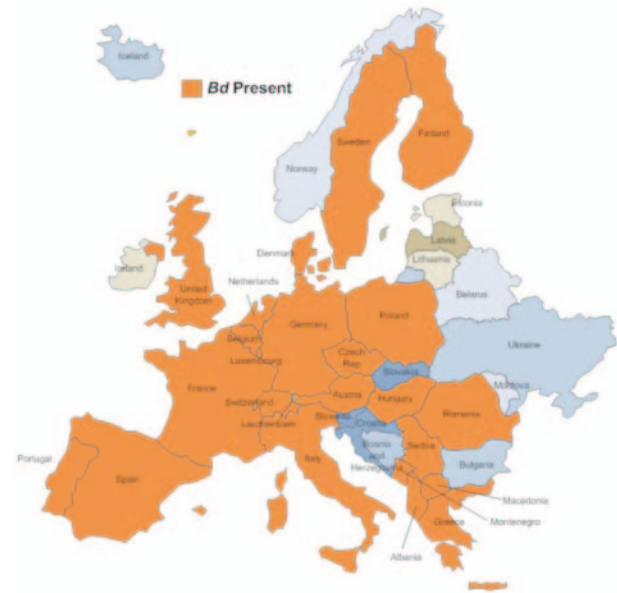 Iceland
Bd Present
Finland
Sweden
Norway
Estonia
Latvia
Lithuania
Denmark
Ireland
United
Kingdom
Netherlands
Belarus
Germany
Poland
Belgium
Ukraine
Luxembourg
Czech
Rep
Slovakia
Moldova
France
Austria
Hungary
Switzerland
Romania
Slovenia
Liechtenstein
Croatia
Bosnia
and
Herzegovina
Serbia
Italy
Bulgaria
Portugal
Spain
Macedonia
Montenegro
Greece
Albania